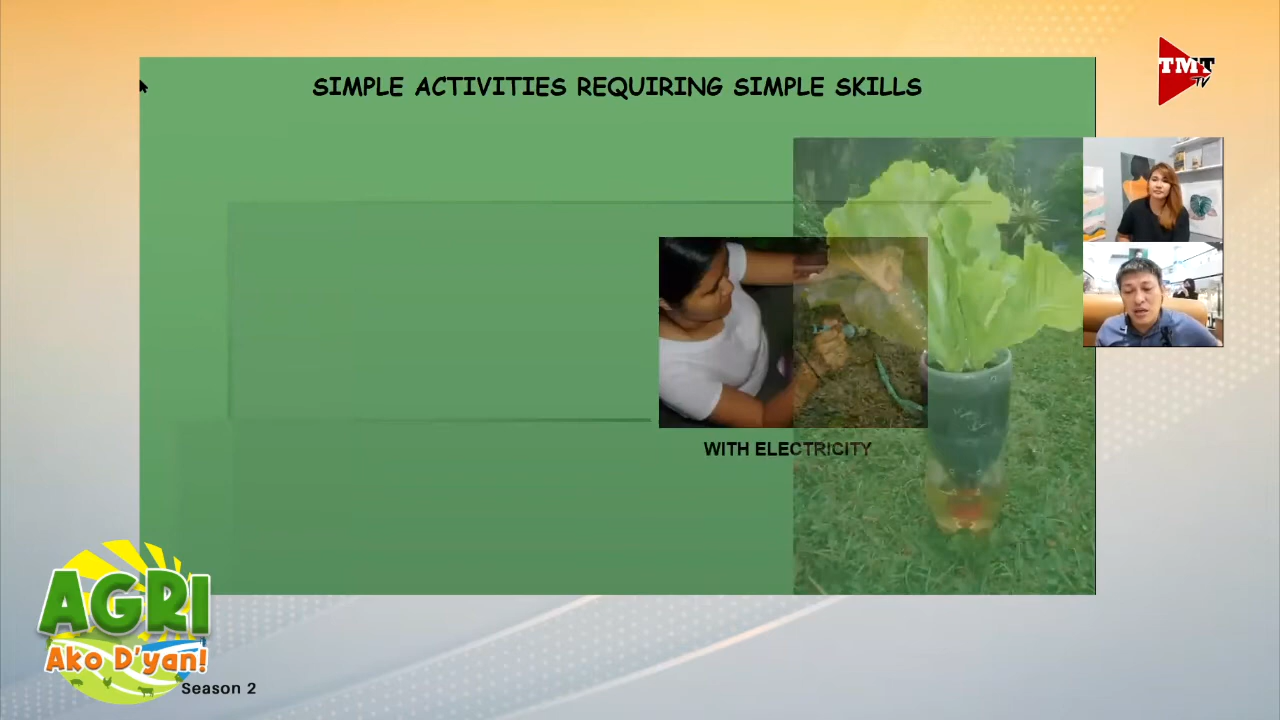 SIMPLE ACTIVITIES REQUIRING SIMPLE SKILLS
TMT
TV
WITH ELECTRICITY
AGRI
Ako D'yan!
Season 2